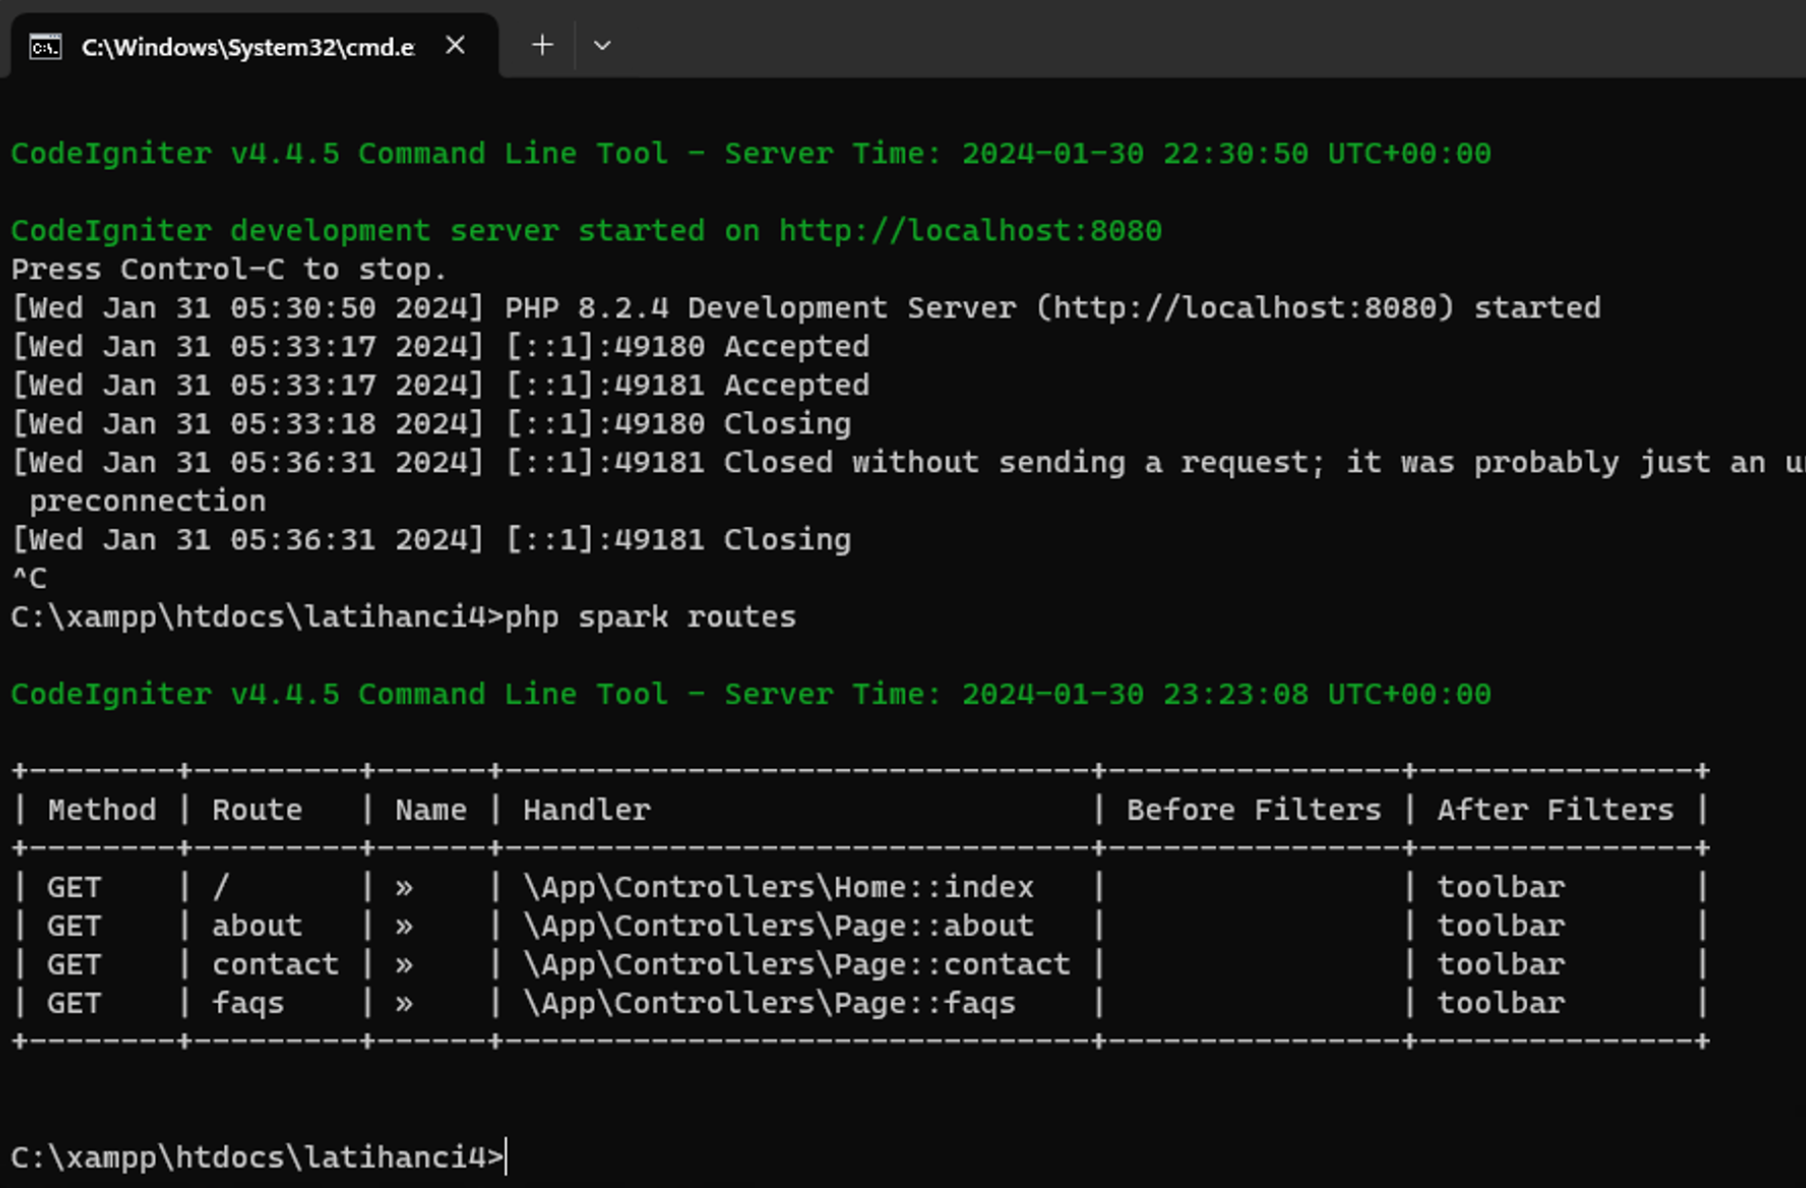 C:\Windows\System32\cmd.e
CodeIgniter v4.4.5 Command Line Tool - Server Time: 2024-01-30 22:30:50 UTC+00:00
CodeIgniter development server started on http://localhost:8080
Press Control-C to stop.
[Wed Jan 31 05:30:50 2024] PHP 8.2.4 Development Server (http://localhost:8080) started
[Wed Jan 31 05:33:17 2024] [::1]:49180 Accepted
[Wed Jan 31 05:33:17 2024] [::1]:49181 Accepted
[Wed Jan 31 05:33:18 2024] [::1]:49180 Closing
[Wed Jan 31 05:36:31 2024] [::1]:49181 Closed without sending a request; it was probably just an
preconnection
[Wed Jan 31 05:36:31 2024] [::1]:49181 Closing
^C
C:\xampp\htdocs\latihanci4>php spark routes
CodeIgniter v4.4.5 Command Line Tool - Server Time: 2024-01-30 23:23:08 UTC+00:00
+--------+---------+------+--------------------------------+----------------+---------------+
| Method | Route   | Name | Handler                        | Before Filters | After Filters |
+--------+---------+------+--------------------------------+----------------+---------------+
| GET    | /       | »    | \App\Controllers\Home::index   |                | toolbar       |
| GET    | about   | »    | \App\Controllers\Page::about   |                | toolbar       |
| GET    | contact | »    | \App\Controllers\Page::contact |                | toolbar       |
| GET    | faqs    | »    | \App\Controllers\Page::faqs    |                | toolbar       |
+--------+---------+------+--------------------------------+----------------+---------------+
C:\xampp\htdocs\latihanci4>